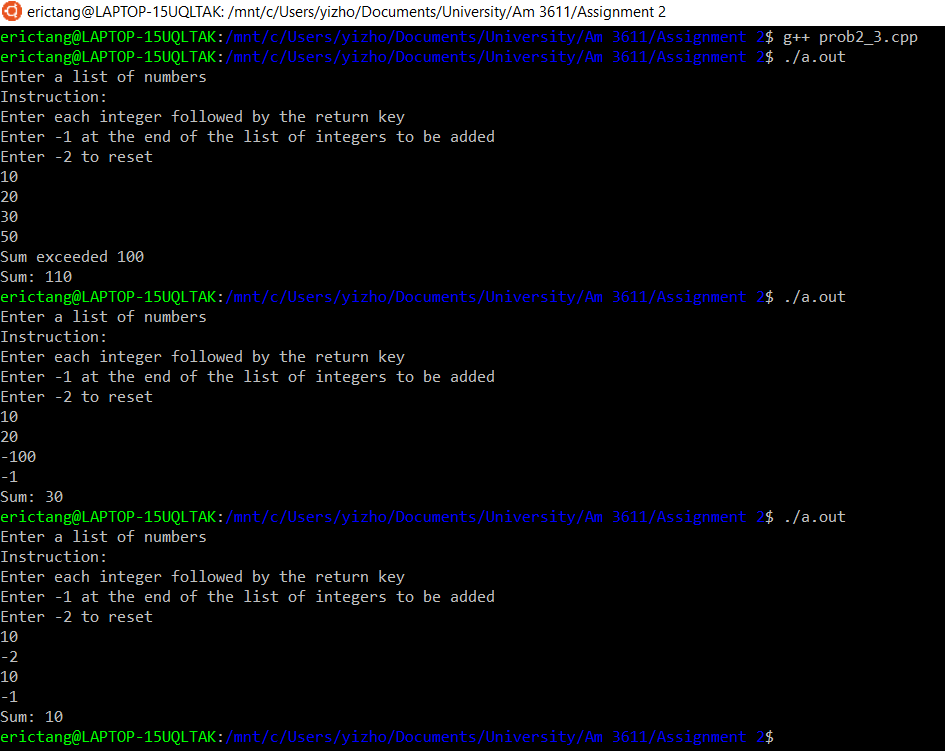 erictang@LAPTOP-15UQLTAK: /mnt/c/Users/yizho/Documents/University/Am 3611/Assignment 2
erictang@LAPTOP-15UQLTAK:/mnt/c/Users/yizho/Documents/University/Am 3611/Assignment 2$ g++ prob2_3.cpp
erictang@LAPTOP-15UQLTAK:/mnt/c/Users/yizho/Documents/University/Am 3611/Assignment 2$ ./a.out
Enter a list of numbers
Instruction:
Enter each integer followed by the return key
Enter -1 at the end of the list of integers to be added
Enter -2 to reset
10
20
30
50
Sum exceeded 100
Sum: 110
erictang@LAPTOP-15UQLTAK:/mnt/c/Users/yizho/Documents/University/Am 3611/Assignment 2$ ./a.out
Enter a list of numbers
Instruction:
Enter each integer followed by the return key
Enter -1 at the end of the list of integers to be added
Enter -2 to reset
10
20
-100
-1
Sum: 30
erictang@LAPTOP-15UQLTAK:/mnt/c/Users/yizho/Documents/University/Am 3611/Assignment 2$ ./a.out
Enter a list of numbers
Instruction:
Enter each integer followed by the return key
Enter -1 at the end of the list of integers to be added
Enter -2 to reset
10
-2
10
-1
Sum: 10
erictang@LAPTOP-15UQLTAK:/mnt/c/Users/yizho/Documents/University/Am 3611/Assignment 2$